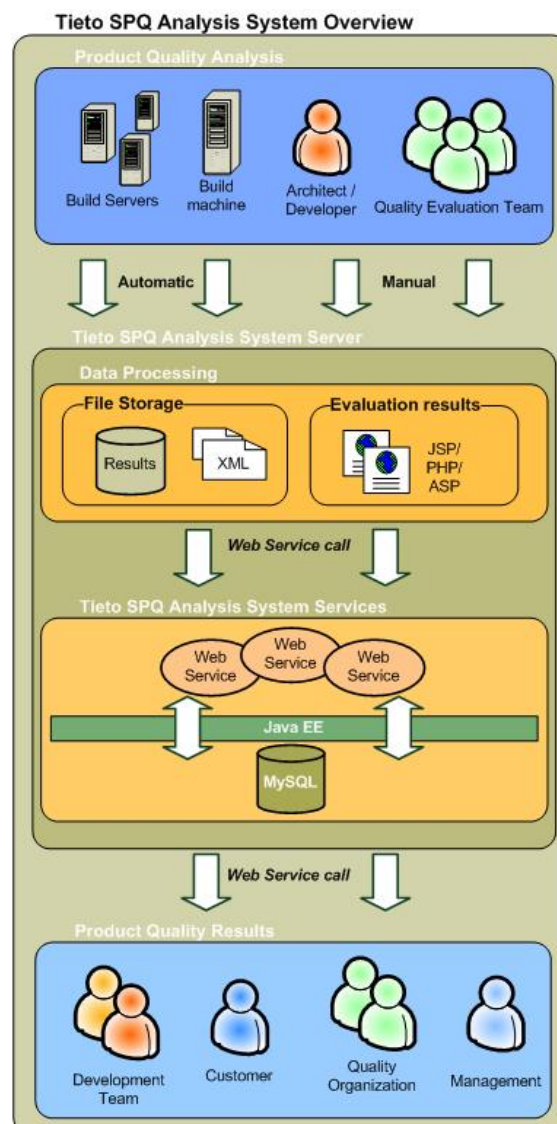 Tieto SPQ Analysis System Overview
Product Quality Analysis
Build Servers
Build
machine
Architect /
Developer
Quality Evaluation Team
Automatic
Manual
Tieto SPQ Analysis System Server
Data Processing
File Storage
Results
XML
Evaluation results
JSP/
PHP/
ASP
Web Service call
Tieto SPQ Analysis System Services
Web
Service
Web
Service
Web
Service
Java EE
MySQL
Web Service call
Product Quality Results
Development
Team
Customer
Quality
Organization
Management